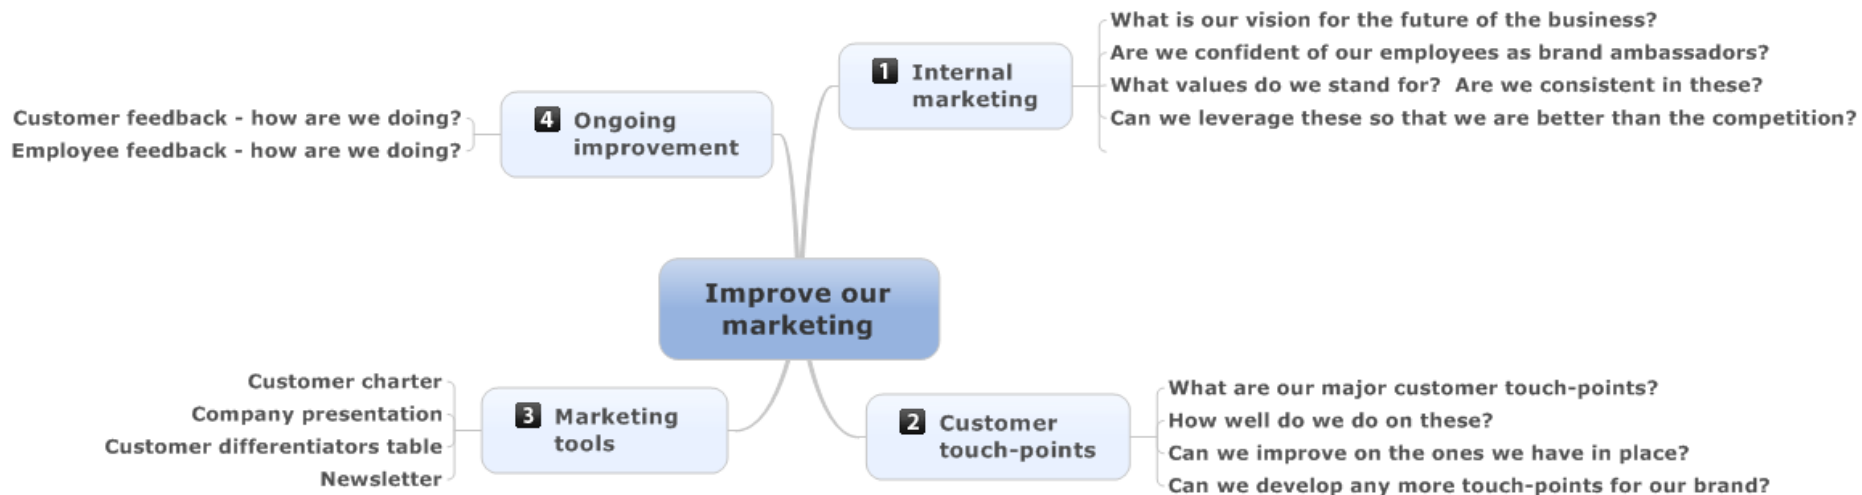 Improve our
marketing
1 Internal
marketing
What is our vision for the future of the business?
Are we confident of our employees as brand ambassadors?
What values do we stand for?  Are we consistent in these?
Can we leverage these so that we are better than the competition?
2 Customer
touch-points
What are our major customer touch-points?
How well do we do on these?
Can we improve on the ones we have in place?
Can we develop any more touch-points for our brand?
3 Marketing
tools
Customer charter
Company presentation
Customer differentiators table
Newsletter
4 Ongoing
improvement
Customer feedback - how are we doing?
Employee feedback - how are we doing?